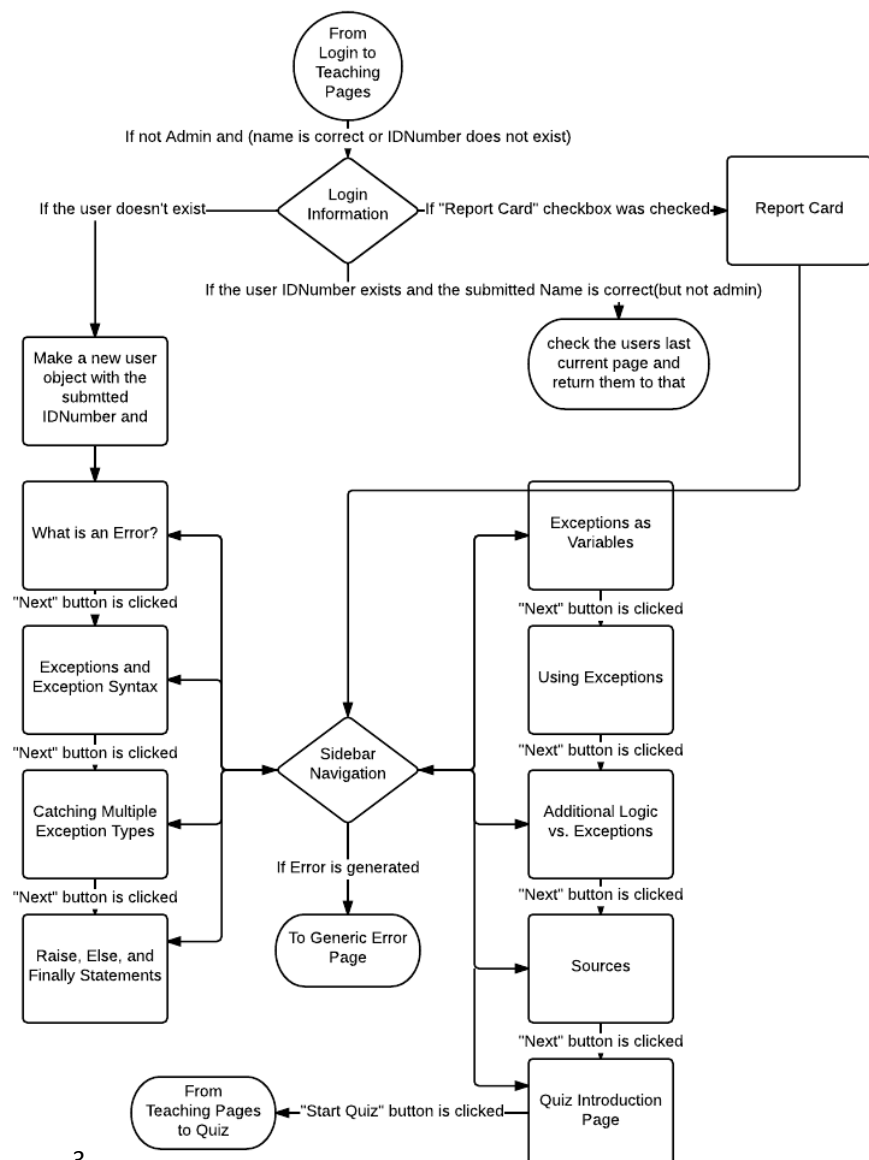 From
Login to
Teaching
Pages
If not Admin and (name is correct or IDNumber does not exist)
Login
Information
If the user doesn't exist
If "Report Card" checkbox was checked
Report Card
If the user IDNumber exists and the submitted Name is correct(but not admin)
Make a new user
object with the
submtted
IDNumber and
check the users last
current page and
return them to that
What is an Error?
"Next" button is clicked
Exceptions and
Exception Syntax
"Next" button is clicked
Catching Multiple
Exception Types
"Next" button is clicked
Raise, Else, and
Finally Statements
Sidebar
Navigation
If Error is generated
To Generic Error
Page
Exceptions as
Variables
"Next" button is clicked
Using Exceptions
"Next" button is clicked
Additional Logic
vs. Exceptions
"Next" button is clicked
Sources
"Next" button is clicked
Quiz Introduction
Page
"Start Quiz" button is clicked
From
Teaching Pages
to Quiz